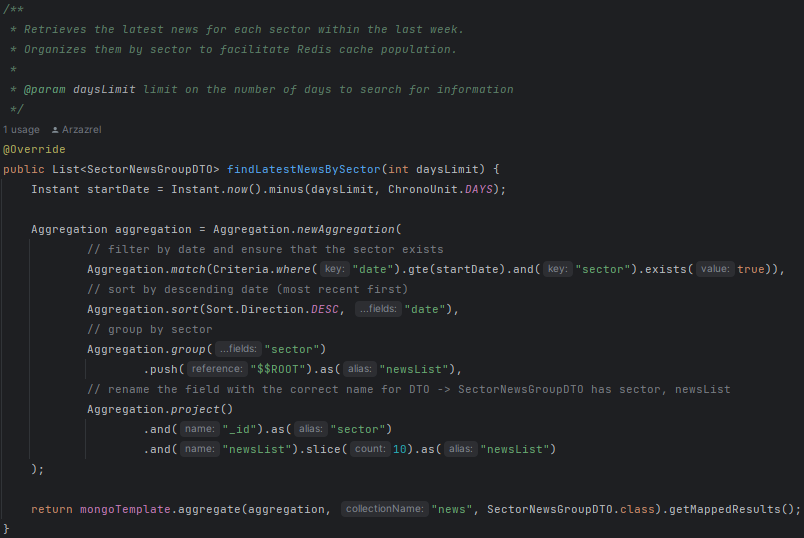 /**
 * Retrieves the latest news for each sector within the last week.
 * Organizes them by sector to facilitate Redis cache population.
 *
 * @param daysLimit limit on the number of days to search for information
 */
1 usage Arzazrel
@Override
public List<SectorNewsGroupDTO> findLatestNewsBySector(int daysLimit) {
    Instant startDate = Instant.now().minus(daysLimit, ChronoUnit.DAYS);

    Aggregation aggregation = Aggregation.newAggregation(
            // filter by date and ensure that the sector exists
            Aggregation.match(Criteria.where( key: "date").gte(startDate).and( key: "sector").exists( value: true)),
            // sort by descending date (most recent first)
            Aggregation.sort(Sort.Direction.DESC, ...fields: "date"),
            // group by sector
            Aggregation.group( ...fields: "sector")
                    .push( reference: "$$ROOT").as( alias: "newsList"),
            // rename the field with the correct name for DTO -> SectorNewsGroupDTO has sector, newsList
            Aggregation.project()
                    .and( name: "_id").as( alias: "sector")
                    .and( name: "newsList").slice( count: 10).as( alias: "newsList")
    );

    return mongoTemplate.aggregate(aggregation, collectionName: "news", SectorNewsGroupDTO.class).getMappedResults();
}